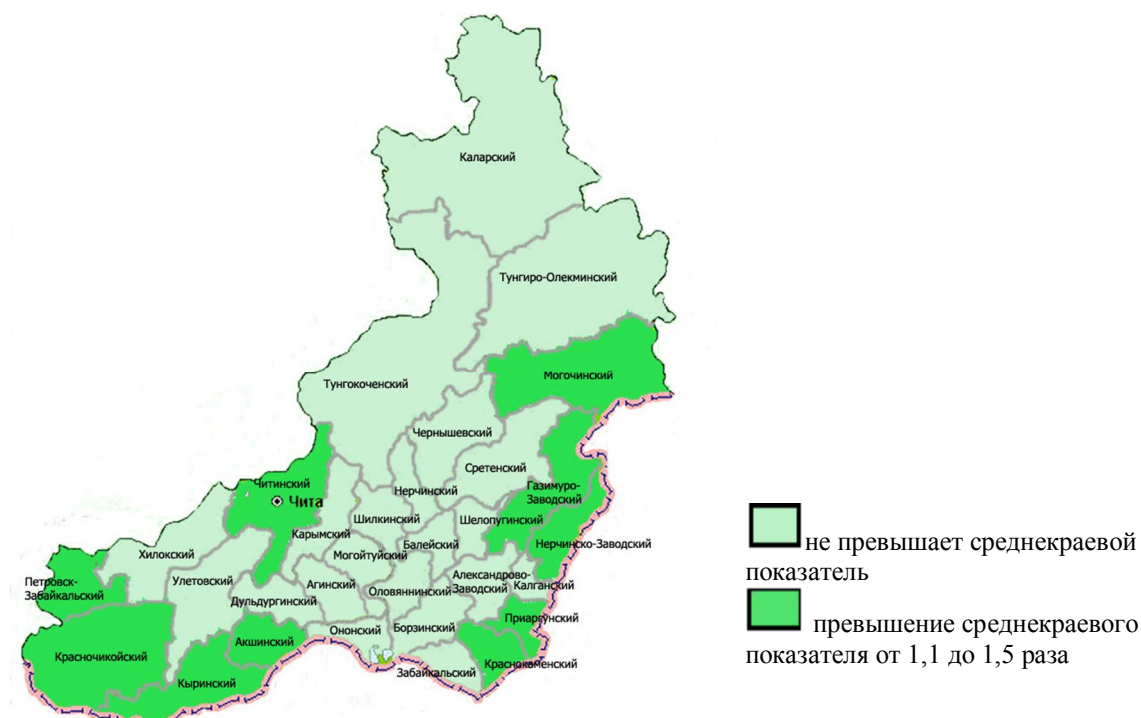 Каларский
Тунгиро-Олекминский
Могочинский
Тунгокоченский
Чернышевский
Сретенский
Читинский
Чита
Нерчинский
Газимуро-
Заводский
Шилкинский
Шелопугинский
Карымский
Балейский
Нерчинско-Заводский
Хилокский
Могойтуйский
Петровск-
Забайкальский
Улетовский
Агинский
Александрово-
Заводский
Калганский
Дульдургинский
Оловяннинский
Приаргунский
Акшинский
Ононский
Борзинский
Красночикойский
Краснокаменский
Кыринский
Забайкальский
не превышает среднекраевой
показатель
превышение среднекраевого
показателя от 1,1 до 1,5 раза